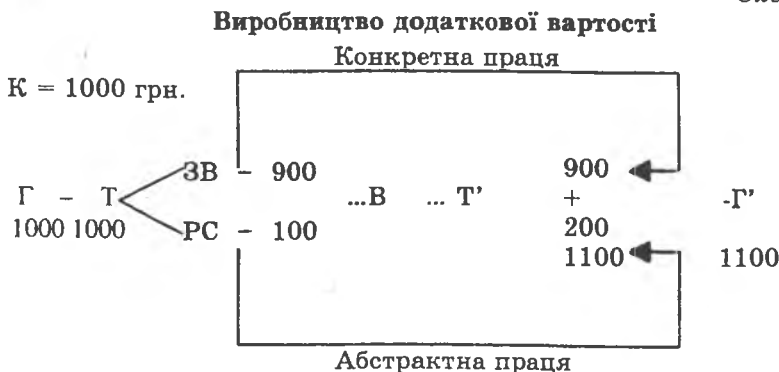 Виробництво додаткової вартості
Конкретна праця
К = 1000 грн.
ЗВ - 900 900
Г - Т ...В ... Т' + -Г'
1000 1000 РС - 100 200
1100 1100
Абстрактна праця